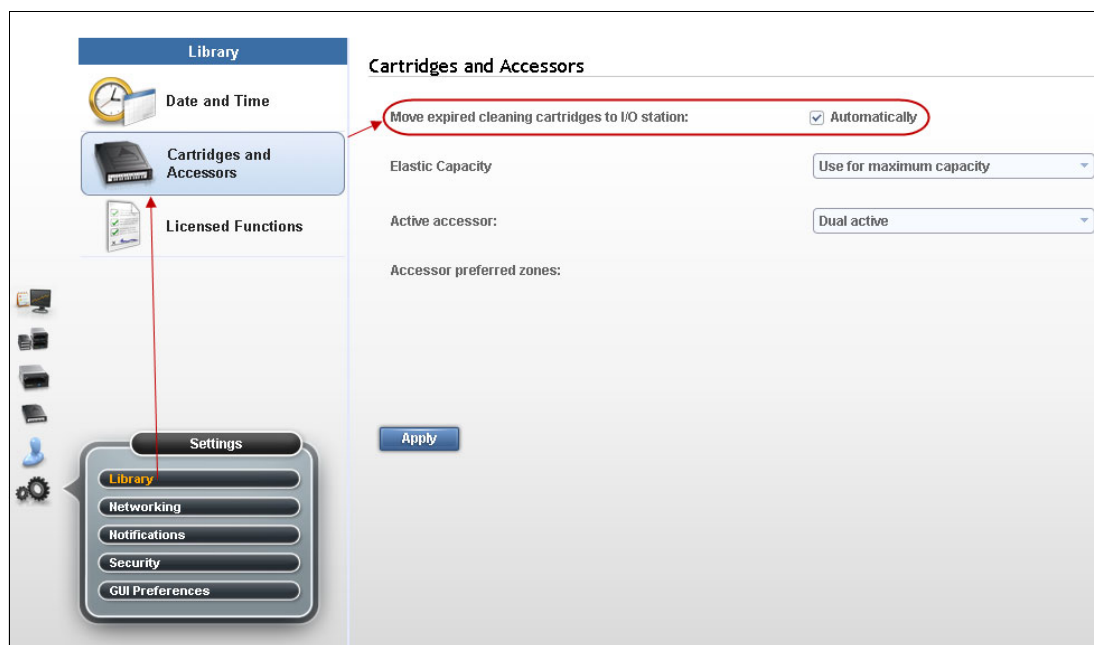 Library
Date and Time
Cartridges and
Accessors
Licensed Functions
Cartridges and Accessors
Move expired cleaning cartridges to I/O station:
Automatically
Elastic Capacity
Use for maximum capacity
Active accessor:
Dual active
Accessor preferred zones:
Apply
Settings
Library
Networking
Notifications
Security
GUI Preferences